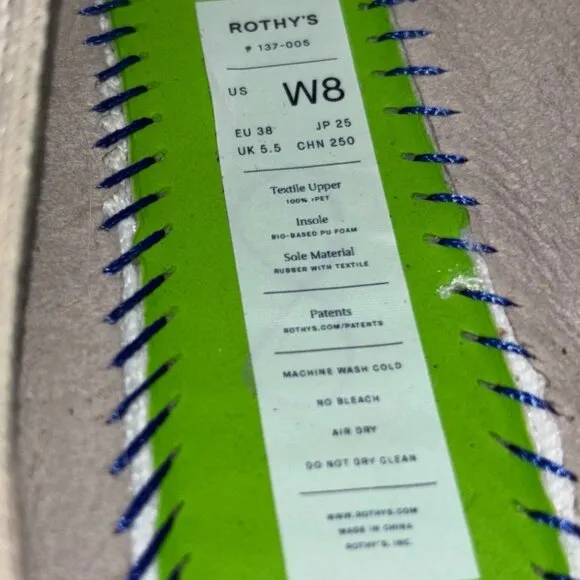 ROTHY'S
137-005
US W8
EU 38 JP 25
UK 5.5 CHN 250
Textile Upper
100% rPET
Insole
BIO-BASED PU FOAM
Sole Material
RUBBER WITH TEXTILE
Patents
ROTHYS.COM/PATENTS
MACHINE WASH COLD
NO BLEACH
AIR DRY
DO NOT DRY CLEAN
WWW.ROTHYS.COM
MADE IN CHINA
ROTHY'S, INC.